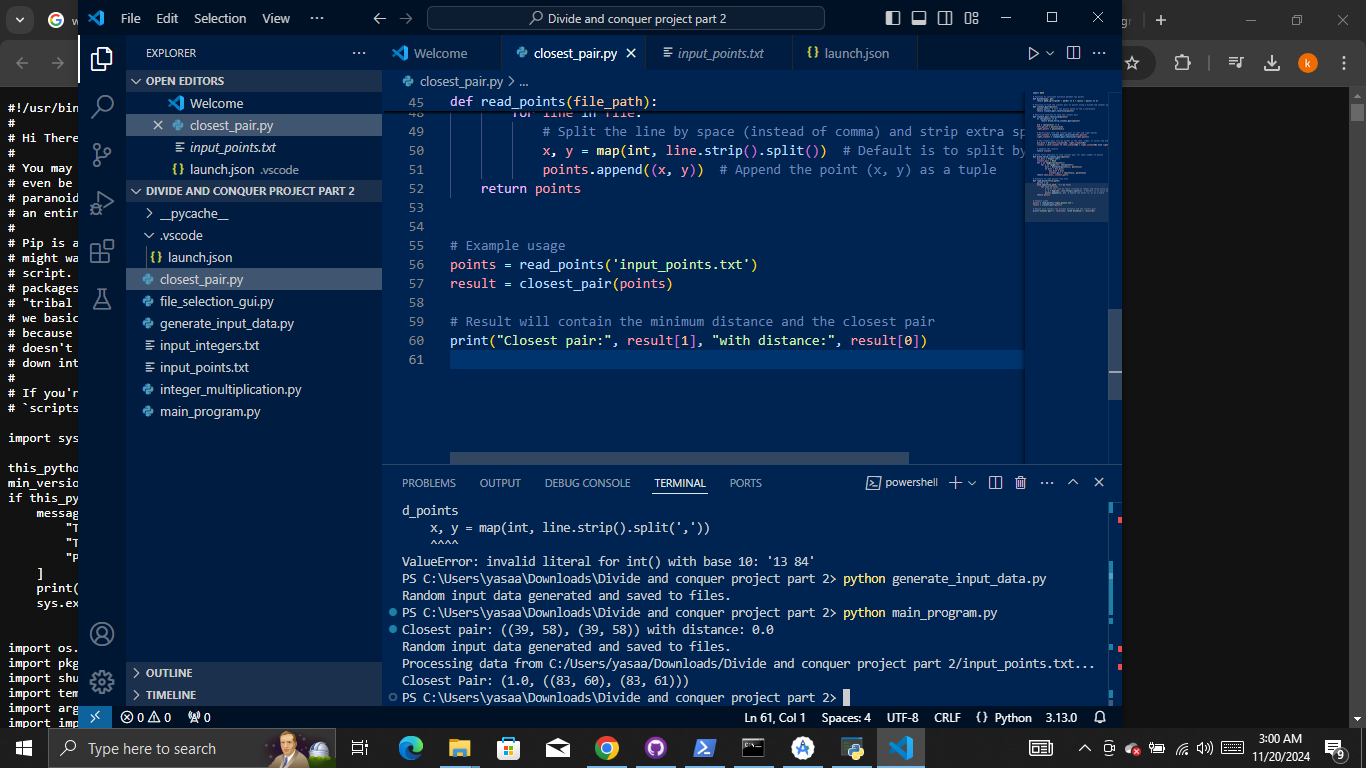 File Edit Selection View ··· Divide and conquer project part 2
EXPLORER
OPEN EDITORS
Welcome
closest_pair.py
input_points.txt
launch.json .vscode
DIVIDE AND CONQUER PROJECT PART 2
__pycache__
.vscode
launch.json
closest_pair.py
file_selection_gui.py
generate_input_data.py
input_integers.txt
input_points.txt
integer_multiplication.py
main_program.py
OUTLINE
TIMELINE
Welcome closest_pair.py input_points.txt launch.json
closest_pair.py > ...
45 def read_points(file_path):
48 for line in file:
49 # Split the line by space (instead of comma) and strip extra sp
50 x, y = map(int, line.strip().split()) # Default is to split by
51 points.append((x, y)) # Append the point (x, y) as a tuple
52 return points
53
54
55 # Example usage
56 points = read_points('input_points.txt')
57 result = closest_pair(points)
58
59 # Result will contain the minimum distance and the closest pair
60 print("Closest pair:", result[1], "with distance:", result[0])
61
PROBLEMS OUTPUT DEBUG CONSOLE TERMINAL PORTS powershell
d_points
x, y = map(int, line.strip().split(','))
^^^^
ValueError: invalid literal for int() with base 10: '13 84'
PS C:\Users\yasaa\Downloads\Divide and conquer project part 2> python generate_input_data.py
Random input data generated and saved to files.
PS C:\Users\yasaa\Downloads\Divide and conquer project part 2> python main_program.py
Closest pair: ((39, 58), (39, 58)) with distance: 0.0
Random input data generated and saved to files.
Processing data from C:/Users/yasaa/Downloads/Divide and conquer project part 2/input_points.txt...
Closest Pair: (1.0, ((83, 60), (83, 61)))
PS C:\Users\yasaa\Downloads\Divide and conquer project part 2>
0 0 0 Ln 61, Col 1 Spaces: 4 UTF-8 CRLF Python 3.13.0
#!/usr/bin
#
# Hi There
#
# You may
# even be
# paranoid
# an entir
#
# Pip is a
# might wa
# script.
# packages
# "tribal
# we basic
# because
# doesn't
# down int
#
# If you'r
# `scripts
import sys
this_pytho
min_versio
if this_py
messag
"T
"T
"P
]
print(
sys.ex
import os.
import pkg
import shu
import tem
import arg
import imp
k
Type here to search
3:00 AM
11/20/2024
9